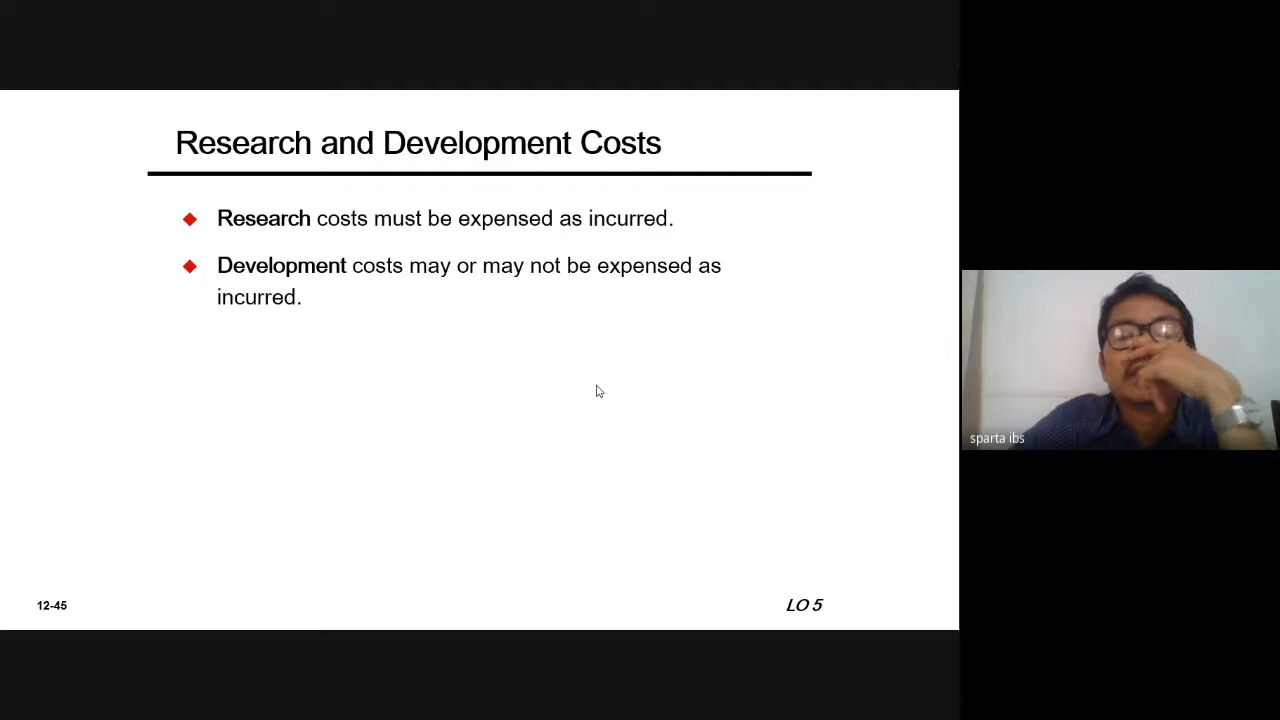 Research and Development Costs
Research costs must be expensed as incurred.
Development costs may or may not be expensed as
incurred.
sparta ibs
12-45
LO 5